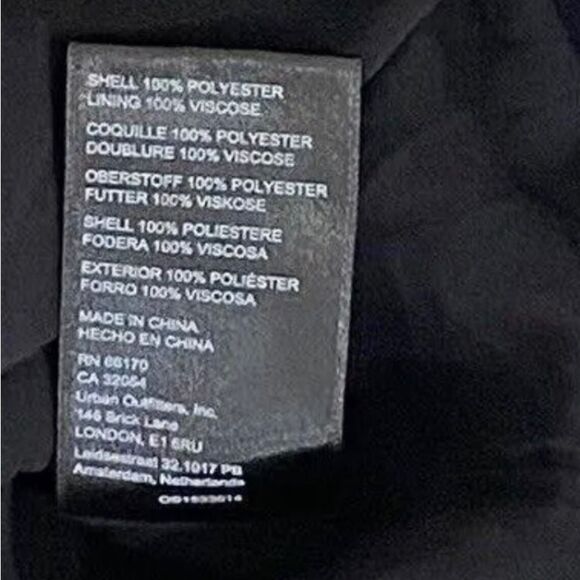 SHELL 100% POLYESTER
LINING 100% VISCOSE
COQUILLE 100% POLYESTER
DOUBLURE 100% VISCOSE
OBERSTOFF 100% POLYESTER
FUTTER 100% VISKOSE
SHELL 100% POLIESTERE
FODERA 100% VISCOSA
EXTERIOR 100% POLIÉSTER
FORRO 100% VISCOSA
MADE IN CHINA
HECHO EN CHINA
RN 66170
CA 32054
Urban Outfitters, Inc.
146 Brick Lane
LONDON, E1 6RU
Leidsestraat 32,1017 PB
Amsterdam, Netherlands